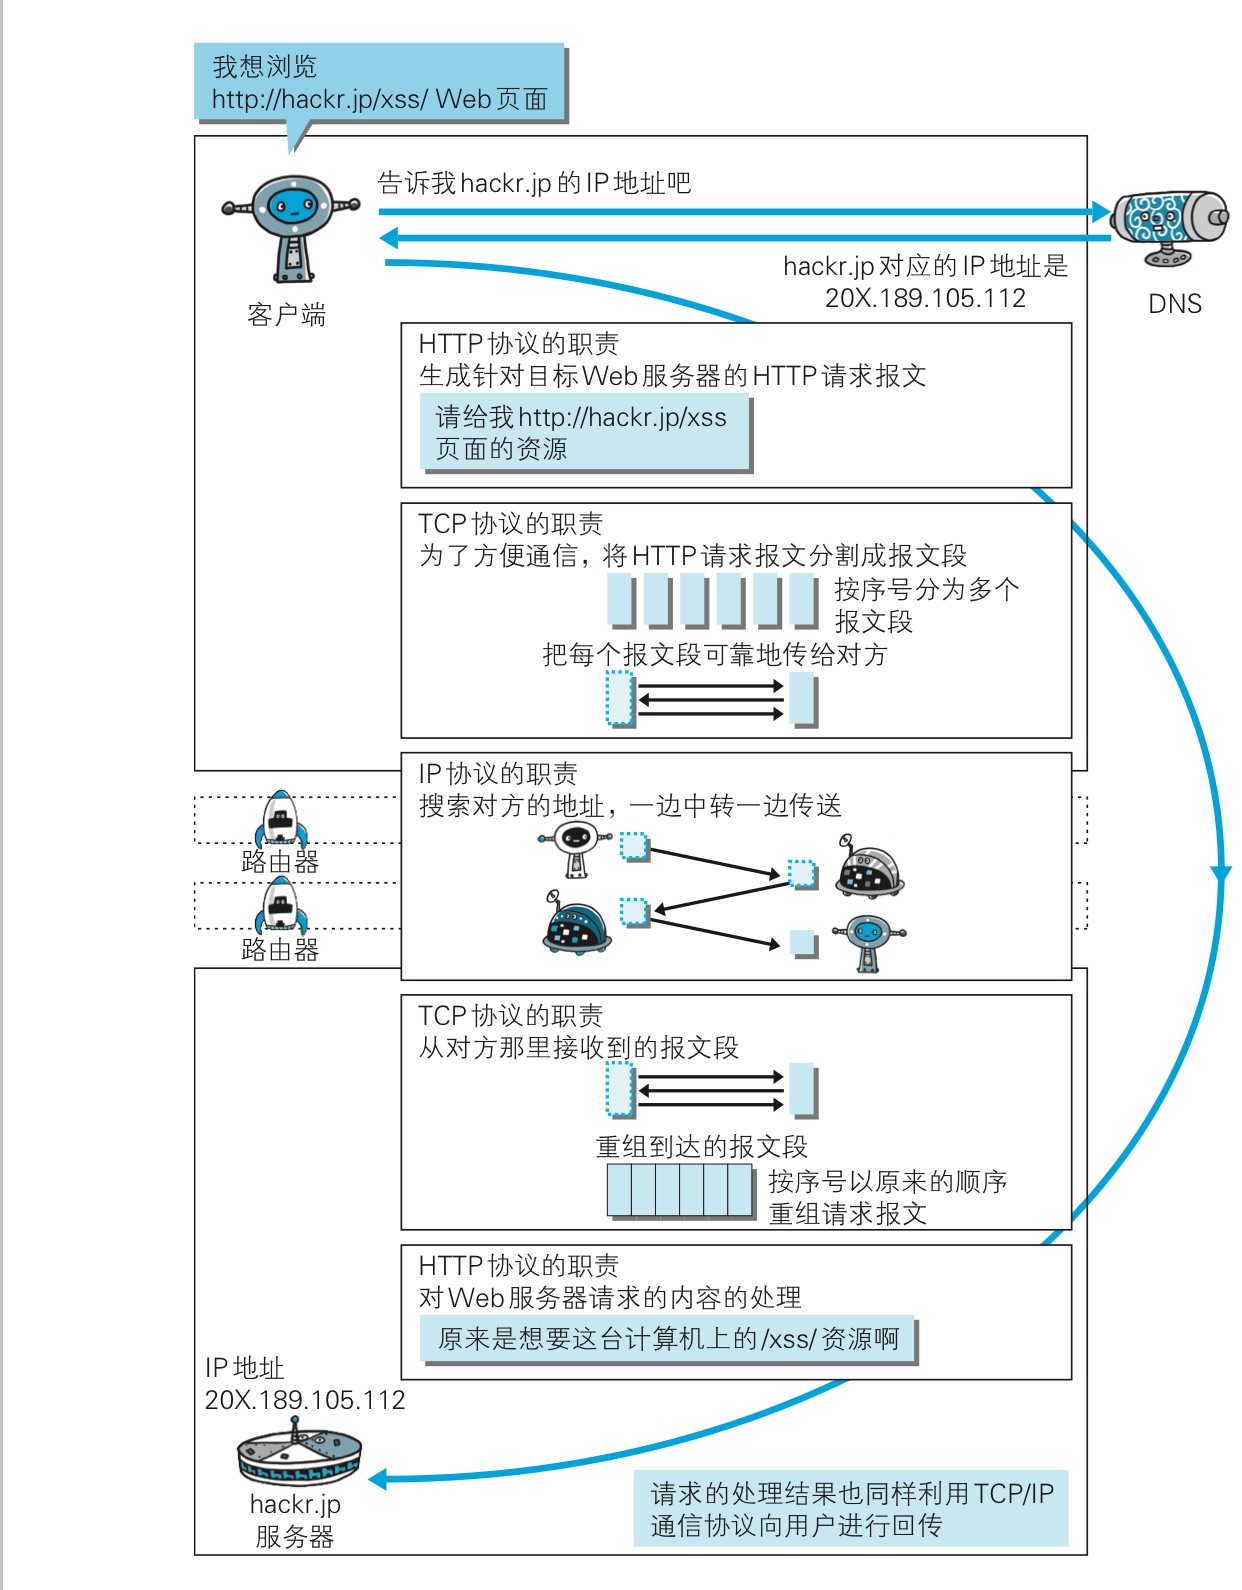 我想浏览
http://hackr.jp/xss/ Web 页面
告诉我 hackr.jp 的 IP 地址吧
hackr.jp 对应的 IP 地址是
20X.189.105.112
客户端
DNS
HTTP 协议的职责
生成针对目标 Web 服务器的 HTTP 请求报文
请给我 http://hackr.jp/xss
页面的资源
TCP 协议的职责
为了方便通信，将 HTTP 请求报文分割成报文段
按序号分为多个
报文段
把每个报文段可靠地传给对方
IP 协议的职责
搜索对方的地址，一边中转一边传送
路由器
路由器
TCP 协议的职责
从对方那里接收到的报文段
重组到达的报文段
按序号以原来的顺序
重组请求报文
HTTP 协议的职责
对 Web 服务器请求的内容的处理
原来是想要这台计算机上的 /xss/ 资源啊
IP 地址
20X.189.105.112
hackr.jp
服务器
请求的处理结果也同样利用 TCP/IP
通信协议向用户进行回传